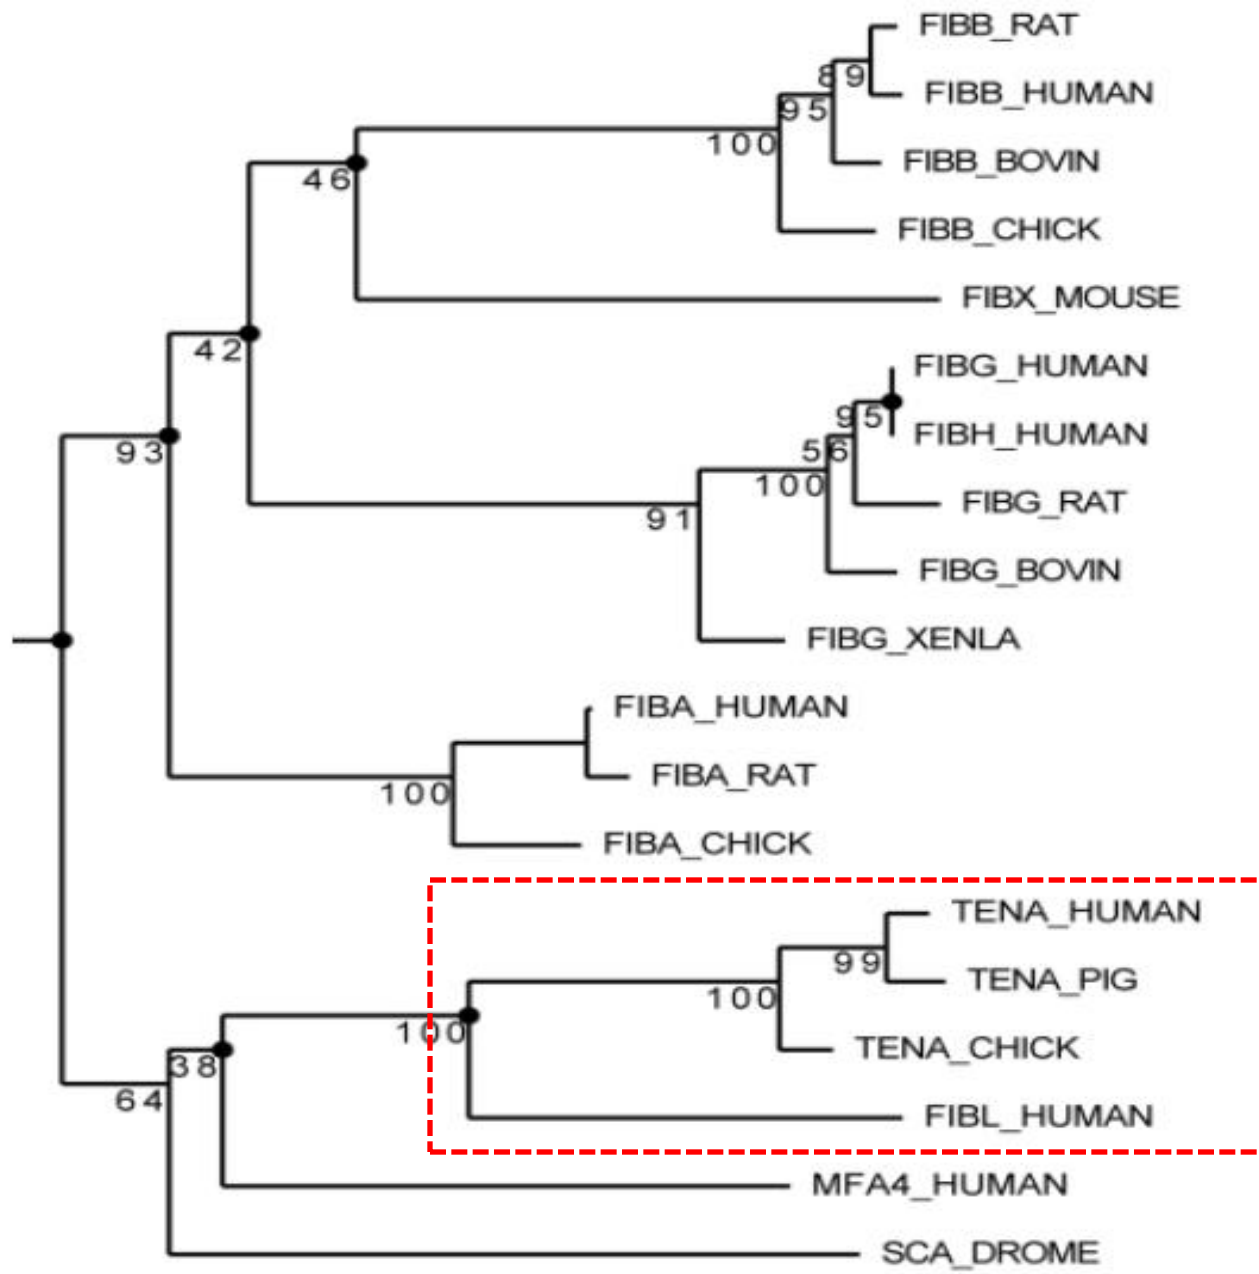 FIBB_RAT
89
FIBB_HUMAN
95
100
FIBB_BOVIN
46
FIBB_CHICK
FIBX_MOUSE
42
FIBG_HUMAN
95
FIBH_HUMAN
93
56
100
FIBG_RAT
91
FIBG_BOVIN
FIBG_XENLA
FIBA_HUMAN
FIBA_RAT
100
FIBA_CHICK
TENA_HUMAN
99
TENA_PIG
100
100
TENA_CHICK
38
64
FIBL_HUMAN
MFA4_HUMAN
SCA_DROME